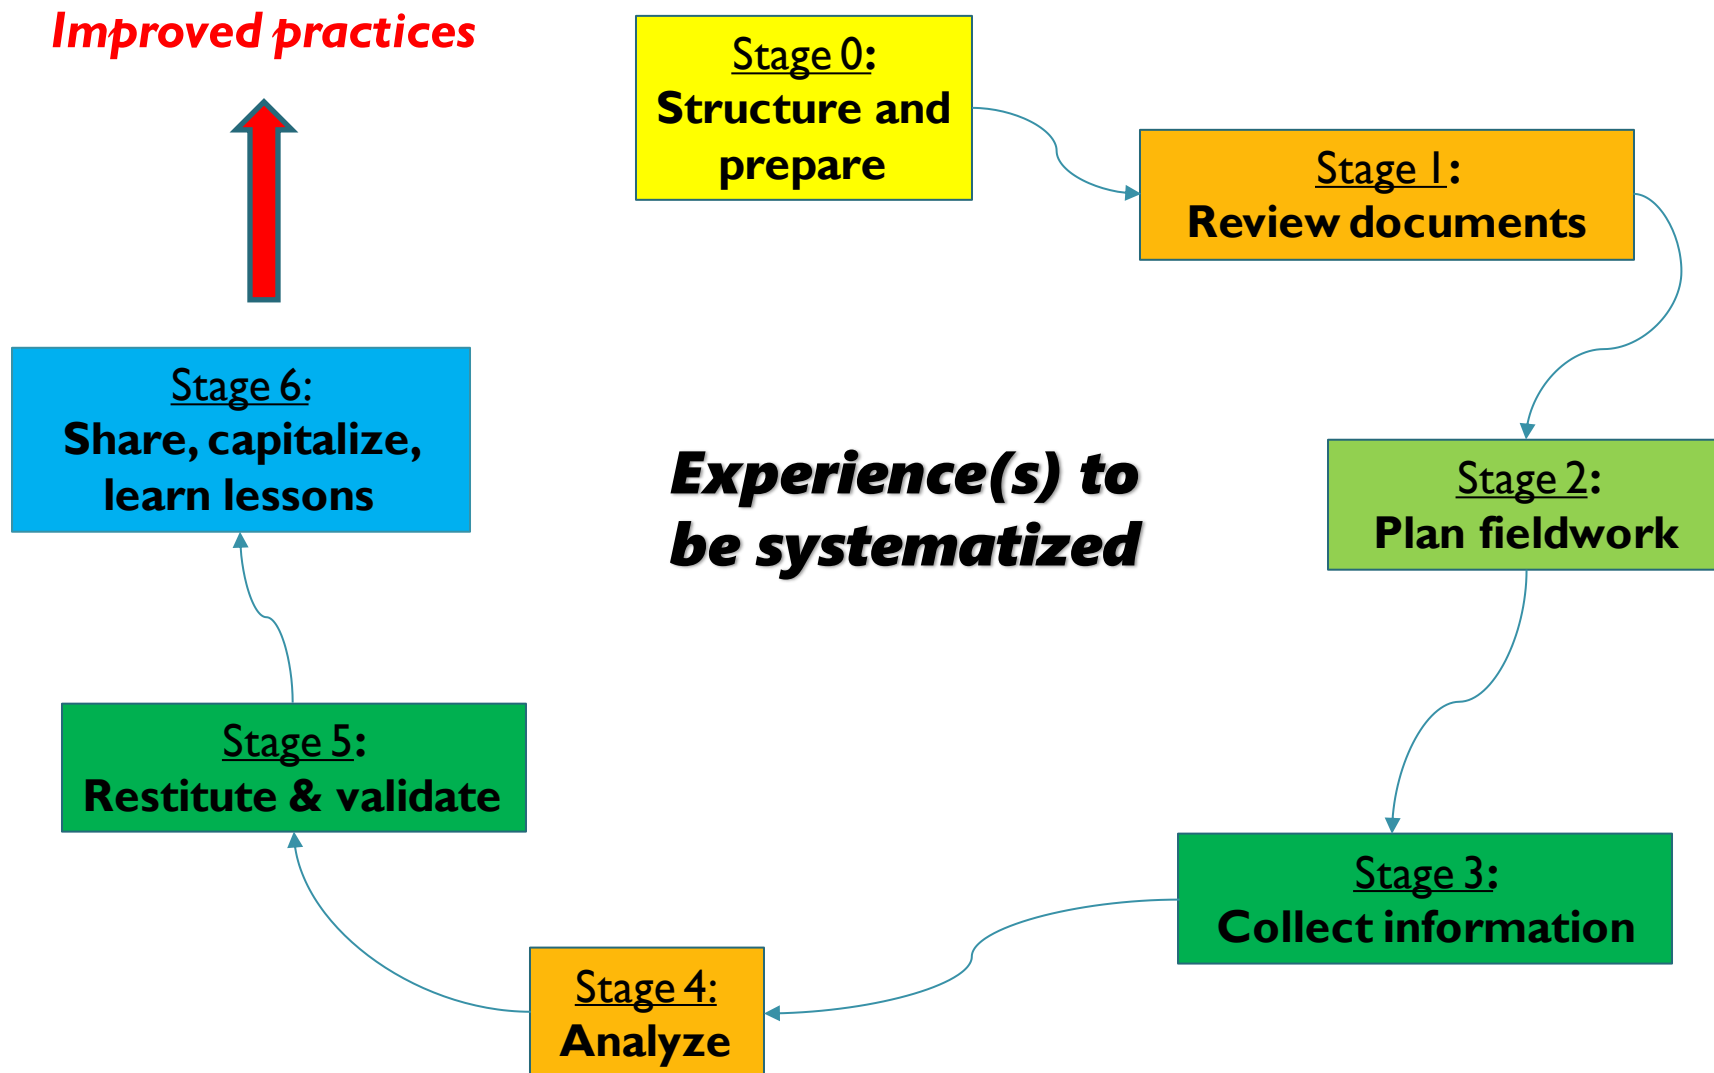 Improved practices
Stage 0:
Structure and
prepare
Stage 1:
Review documents
Stage 2:
Plan fieldwork
Stage 3:
Collect information
Stage 4:
Analyze
Stage 5:
Restitute & validate
Stage 6:
Share, capitalize,
learn lessons
Experience(s) to
be systematized